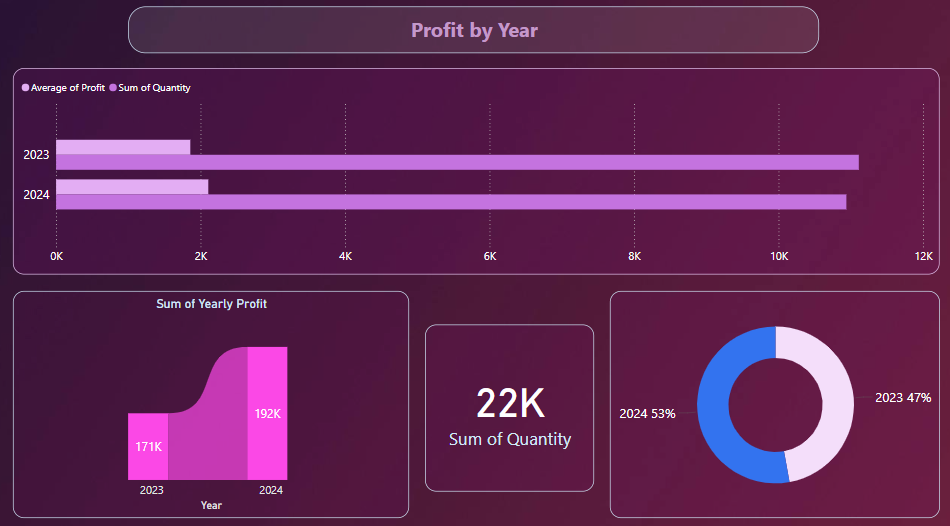 Profit by Year
Average of Profit Sum of Quantity
2023
2024
0K 2K 4K 6K 8K 10K 12K
Sum of Yearly Profit
171K
192K
2023 2024
Year
22K
Sum of Quantity
2023 47%
2024 53%